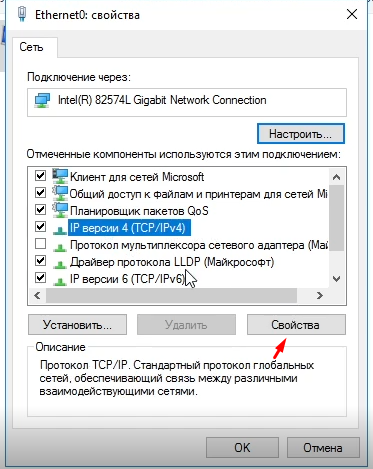 Ethernet0: свойства
Сеть
Подключение через:
Intel(R) 82574L Gigabit Network Connection
Настроить...
Отмеченные компоненты используются этим подключением:
Клиент для сетей Microsoft
Общий доступ к файлам и принтерам для сетей Mi
Планировщик пакетов QoS
IP версии 4 (TCP/IPv4)
Протокол мультиплексора сетевого адаптера (Май
Драйвер протокола LLDP (Майкрософт)
IP версии 6 (TCP/IPv6)
Установить...
Удалить
Свойства
Описание
Протокол TCP/IP. Стандартный протокол глобальных
сетей, обеспечивающий связь между различными
взаимодействующими сетями.
OK
Отмена